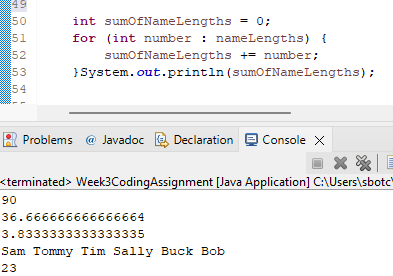 49
50 int sumOfNameLengths = 0;
51 for (int number : nameLengths) {
52 sumOfNameLengths += number;
53 }System.out.println(sumOfNameLengths);
54
Problems @ Javadoc Declaration Console
<terminated> Week3CodingAssignment [Java Application] C:\Users\sbotc\
90
36.666666666666664
3.8333333333333335
Sam Tommy Tim Sally Buck Bob
23